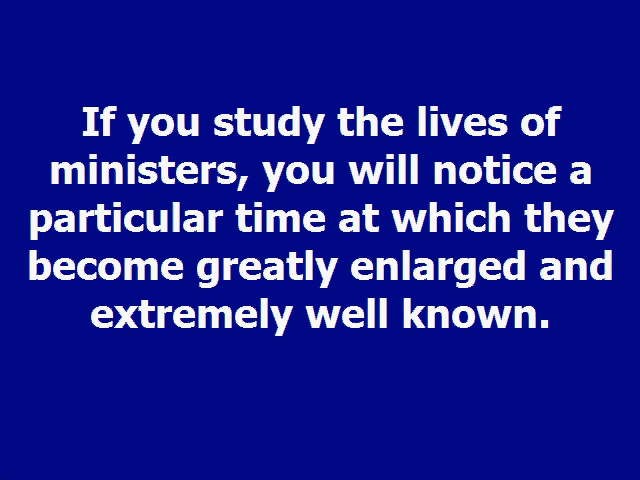 If you study the lives of
ministers, you will notice a
particular time at which they
become greatly enlarged and
extremely well known.